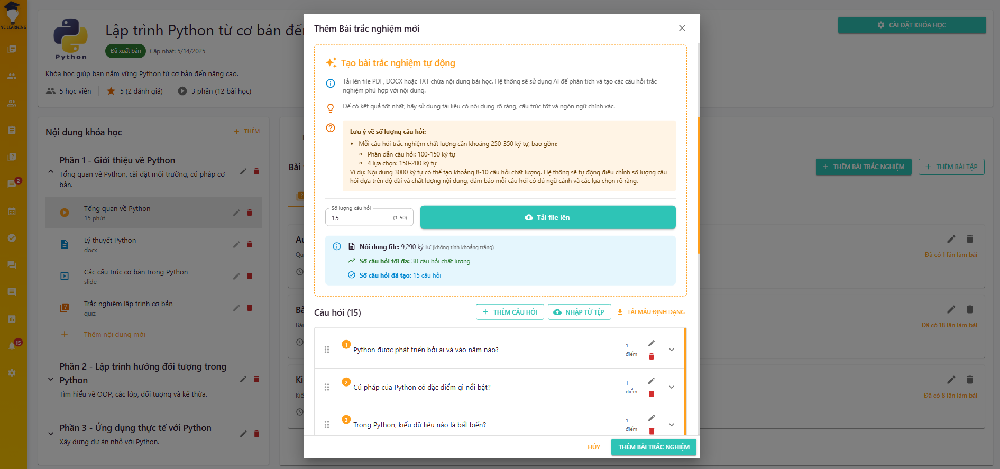 NC LEARNING
2
15
Python
Lập trình Python từ cơ bản đến
Đã xuất bản
Cập nhật: 5/14/2025
Khóa học giúp bạn nắm vững Python từ cơ bản đến nâng cao.
5 học viên
5 (2 đánh giá)
3 phần (12 bài học)
CÀI ĐẶT KHÓA HỌC
Nội dung khóa học
THÊM
Phần 1 - Giới thiệu về Python
Tổng quan về Python, cài đặt môi trường, cú pháp cơ
bản.
Tổng quan về Python
15 phút
Lý thuyết Python
docx
Các cấu trúc cơ bản trong Python
slide
Trắc nghiệm lập trình cơ bản
quiz
Thêm nội dung mới
Phần 2 - Lập trình hướng đối tượng trong
Python
Tìm hiểu về OOP, các lớp, đối tượng và kế thừa.
Phần 3 - Ứng dụng thực tế với Python
Xây dựng dự án nhỏ với Python.
Bài
THÊM BÀI TRẮC NGHIỆM
THÊM BÀI TẬP
Đã có 1 lần làm bài
Đã có 18 lần làm bài
Đã có 8 lần làm bài
Thêm Bài trắc nghiệm mới
Tạo bài trắc nghiệm tự động
Tải lên file PDF, DOCX hoặc TXT chứa nội dung bài học. Hệ thống sẽ sử dụng AI để phân tích và tạo các câu hỏi trắc
nghiệm phù hợp với nội dung.
Để có kết quả tốt nhất, hãy sử dụng tài liệu có nội dung rõ ràng, cấu trúc tốt và ngôn ngữ chính xác.
Lưu ý về số lượng câu hỏi:
Mỗi câu hỏi trắc nghiệm chất lượng cần khoảng 250-350 ký tự, bao gồm:
Phần dẫn câu hỏi: 100-150 ký tự
4 lựa chọn: 150-200 ký tự
Ví dụ: Nội dung 3000 ký tự có thể tạo khoảng 8-10 câu hỏi chất lượng. Hệ thống sẽ tự động điều chỉnh số lượng câu
hỏi dựa trên độ dài và chất lượng nội dung, đảm bảo mỗi câu hỏi có đủ ngữ cảnh và các lựa chọn rõ ràng.
Số lượng câu hỏi
15
(1-50)
Tải file lên
Nội dung file: 9,290 ký tự (không tính khoảng trắng)
Số câu hỏi tối đa: 30 câu hỏi chất lượng
Số câu hỏi đã tạo: 15 câu hỏi
Câu hỏi (15)
THÊM CÂU HỎI
NHẬP TỪ TỆP
TẢI MẪU ĐỊNH DẠNG
1
Python được phát triển bởi ai và vào năm nào?
1
điểm
2
Cú pháp của Python có đặc điểm gì nổi bật?
1
điểm
3
Trong Python, kiểu dữ liệu nào là bất biến?
1
điểm
HỦY
THÊM BÀI TRẮC NGHIỆM